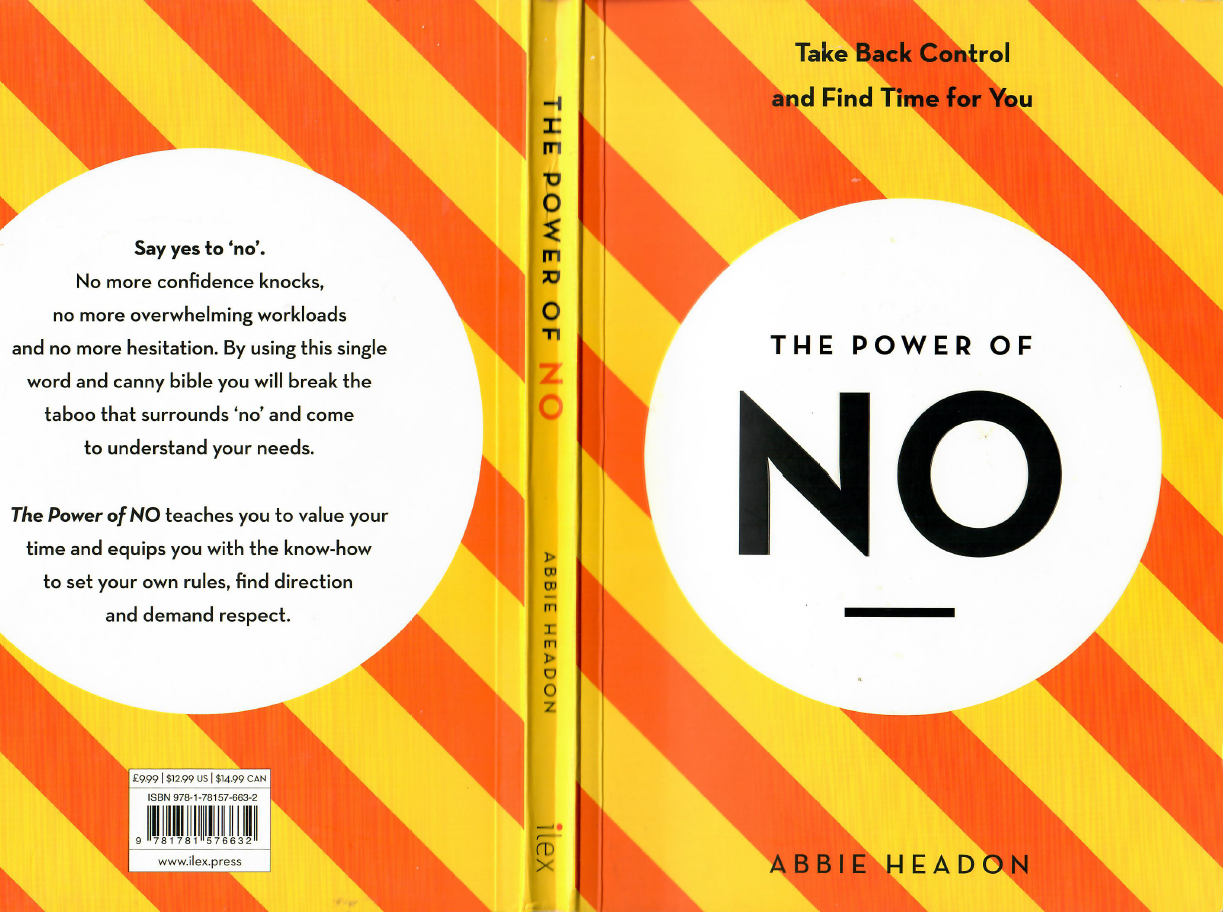 Say yes to ‘no’.
No more confidence knocks,
no more overwhelming workloads
and no more hesitation. By using this single
word and canny bible you will break the
taboo that surrounds ‘no’ and come
to understand your needs.
The Power of NO teaches you to value your
time and equips you with the know-how
to set your own rules, find direction
and demand respect.
£9.99 | $12.99 US | $14.99 CAN
ISBN 978-1-78157-663-2
9 781781 576632
www.ilex.press
THE POWER OF NO
ABBIE HEADON
ilex
Take Back Control
and Find Time for You
THE POWER OF
NO
ABBIE HEADON